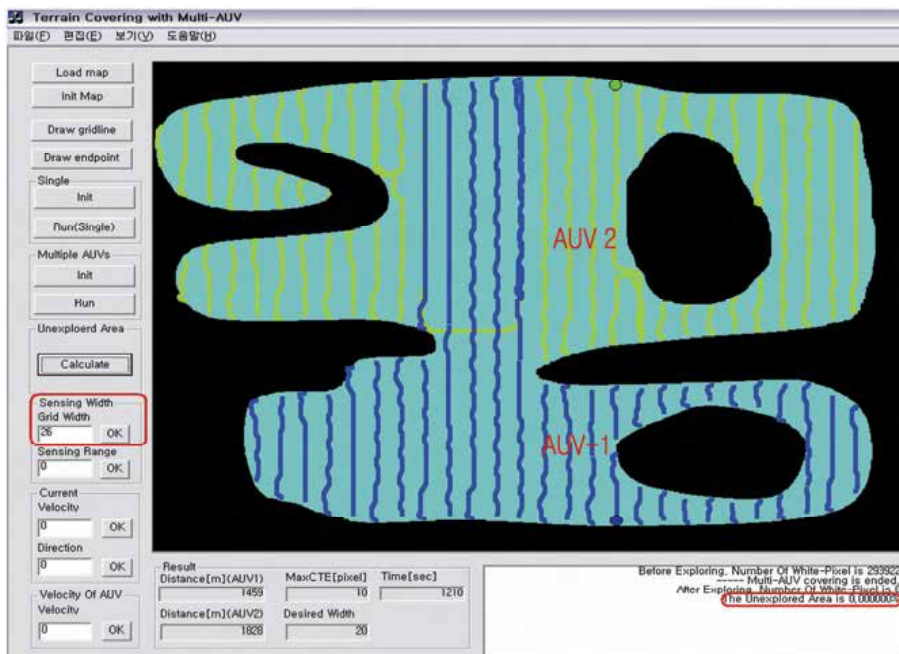 Terrain Covering with Multi-AUV
파일(F) 편집(E) 보기(V) 도움말(H)
Load map
Init Map
Draw gridline
Draw endpoint
Single
Init
Run(Single)
Multiple AUVs
Init
Run
Unexploerd Area
Calculate
Sensing Width
Grid Width
26 OK
Sensing Range
0 OK
Current
Velocity
0 OK
Direction
0 OK
Velocity Of AUV
Velocity
0 OK
AUV 2
AUV-1
Result
Distance[m](AUV1) MaxCTE[pixel] Time[sec]
1459 10 1210
Distance[m](AUV2) Desired Width
1828 20
Before Exploring, Number Of White-Pixel is 293922
----- Multi-AUV covering is ended.
After Exploring, Number Of White-Pixel is 0
The Unexplored Area is 0,000000%